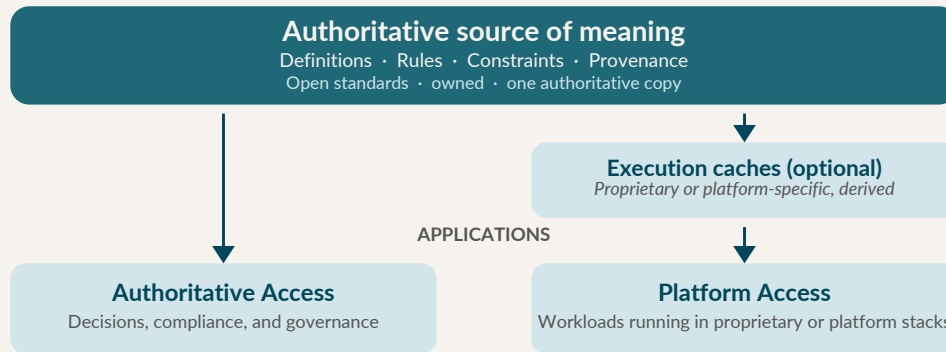 Authoritative source of meaning
Definitions · Rules · Constraints · Provenance
Open standards · owned · one authoritative copy
Execution caches (optional)
Proprietary or platform-specific, derived
APPLICATIONS
Authoritative Access
Decisions, compliance, and governance
Platform Access
Workloads running in proprietary or platform stacks